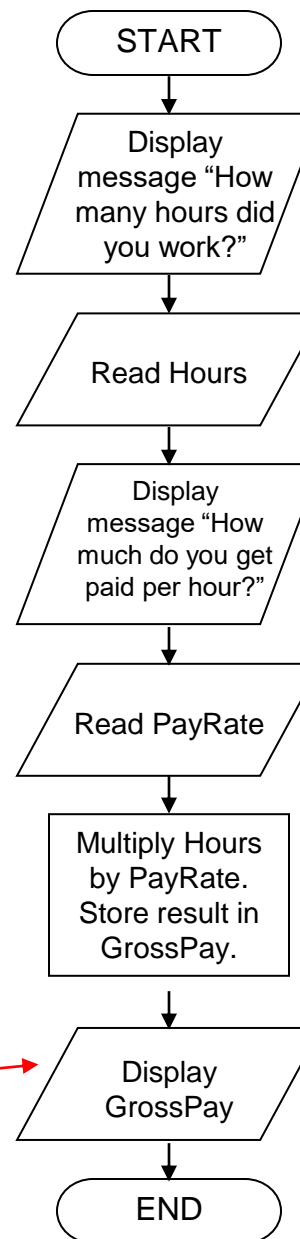 START
Display
message “How
many hours did
you work?”
Read Hours
Display
message “How
much do you get
paid per hour?”
Read PayRate
Multiply Hours
by PayRate.
Store result in
GrossPay.
Display
GrossPay
END